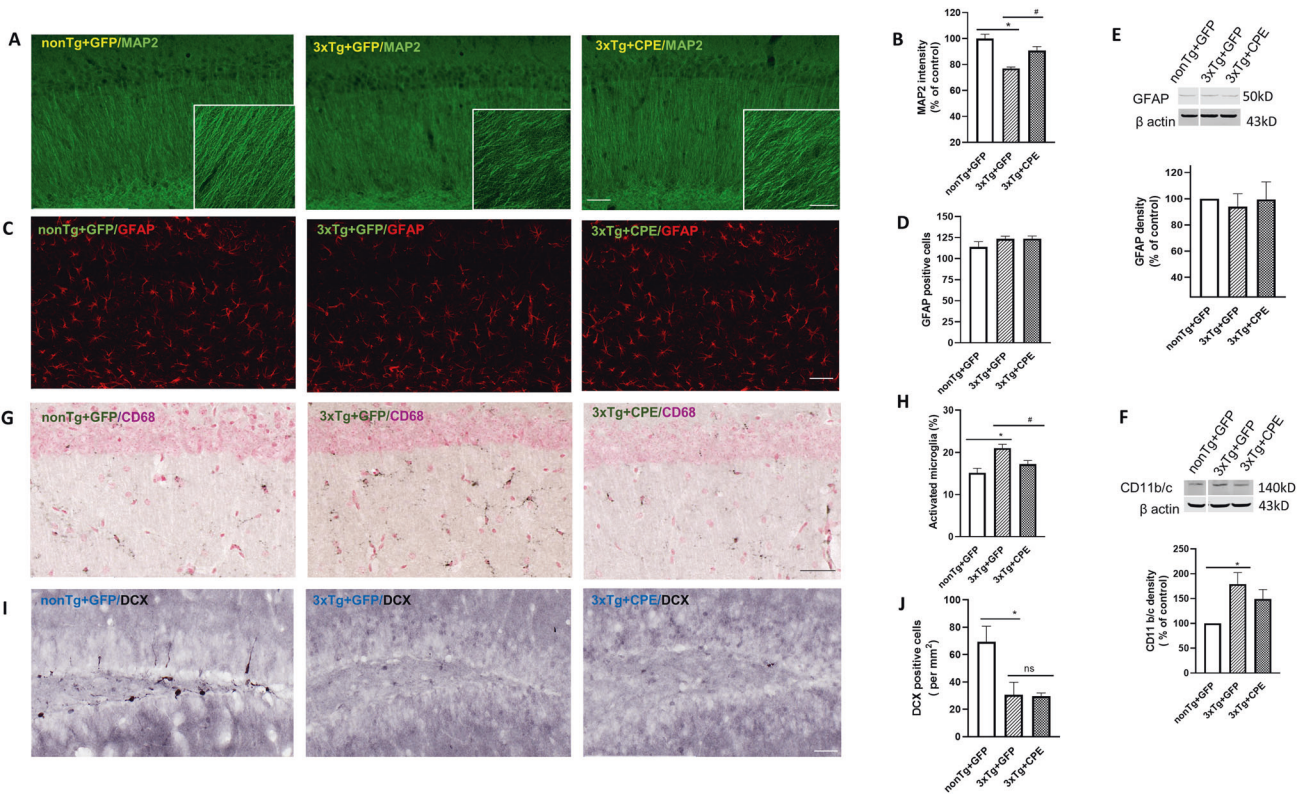 A
nonTg+GFP/MAP2
3xTg+GFP/MAP2
3xTg+CPE/MAP2
B
MAP2 intensity
(% of control)
120
100
80
60
40
20
*
#
nonTg+GFP
3xTg+GFP
3xTg+CPE
C
nonTg+GFP/GFAP
3xTg+GFP/GFAP
3xTg+CPE/GFAP
D
GFAP positive cells
150
125
100
75
50
25
0
nonTg+GFP
3xTg+GFP
3xTg+CPE
E
nonTg+GFP
3xTg+GFP
3xTg+CPE
GFAP
50kD
β actin
43kD
GFAP density
(% of control)
120
100
80
60
40
nonTg+GFP
3xTg+GFP
3xTg+CPE
G
nonTg+GFP/CD68
3xTg+GFP/CD68
3xTg+CPE/CD68
H
Activated microglia (%)
30
20
10
0
*
#
nonTg+GFP
3xTg+GFP
3xTg+CPE
F
nonTg+GFP
3xTg+GFP
3xTg+CPE
CD11b/c
140kD
β actin
43kD
CD11 b/c density
( % of control)
250
200
150
100
50
0
*
nonTg+GFP
3xTg+GFP
3xTg+CPE
I
nonTg+GFP/DCX
3xTg+GFP/DCX
3xTg+CPE/DCX
J
DCX positive cells
( per mm²)
100
80
60
40
20
0
*
ns
nonTg+GFP
3xTg+GFP
3xTg+CPE